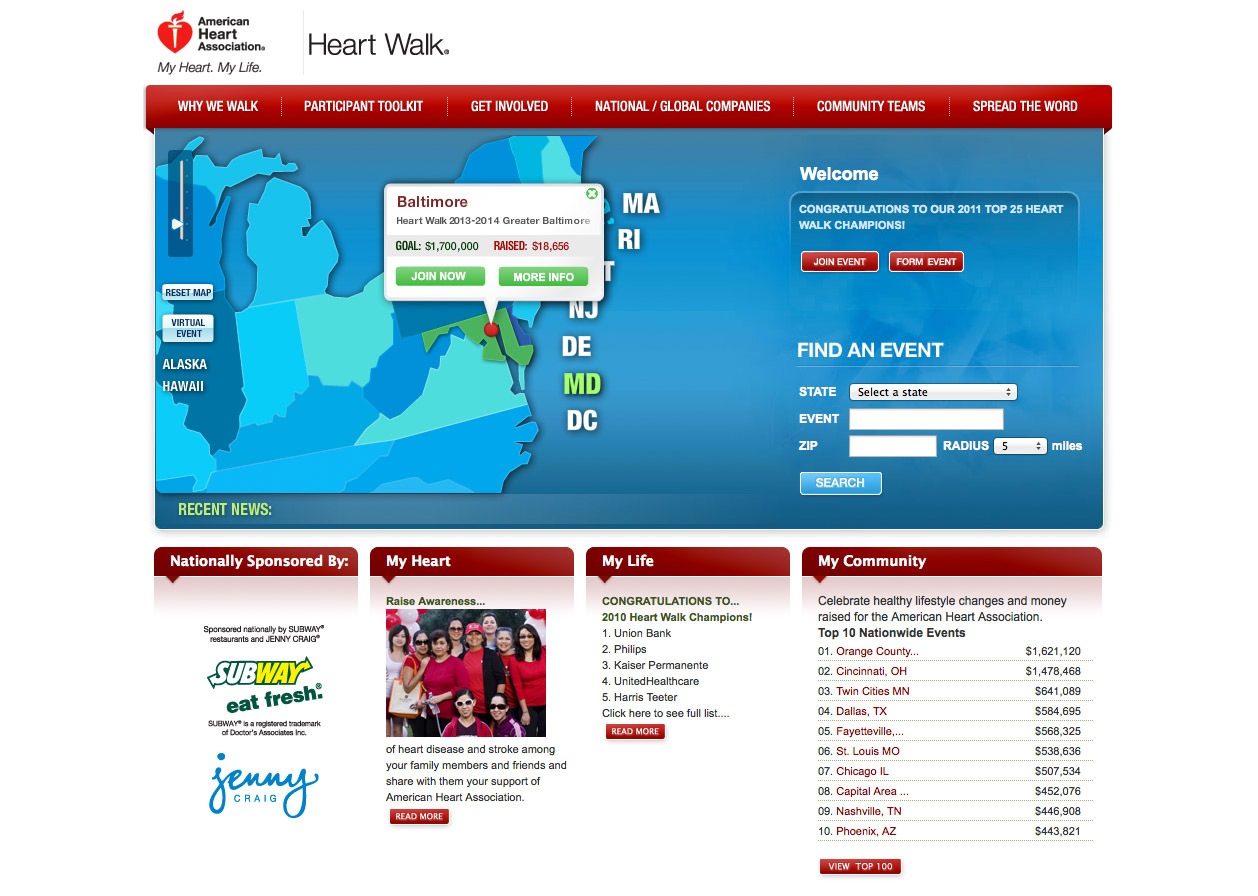 American
Heart
Association®
My Heart. My Life.
Heart Walk®
WHY WE WALK
PARTICIPANT TOOLKIT
GET INVOLVED
NATIONAL / GLOBAL COMPANIES
COMMUNITY TEAMS
SPREAD THE WORD
RESET MAP
VIRTUAL
EVENT
ALASKA
HAWAII
Baltimore
Heart Walk 2013-2014 Greater Baltimore
GOAL: $1,700,000 RAISED: $18,656
JOIN NOW
MORE INFO
MA
RI
T
NJ
DE
MD
DC
Welcome
CONGRATULATIONS TO OUR 2011 TOP 25 HEART
WALK CHAMPIONS!
JOIN EVENT
FORM EVENT
FIND AN EVENT
STATE Select a state
EVENT
ZIP RADIUS 5 miles
SEARCH
RECENT NEWS:
Nationally Sponsored By:
Sponsored nationally by SUBWAY®
restaurants and JENNY CRAIG®
SUBWAY
eat fresh.®
SUBWAY® is a registered trademark
of Doctor's Associates Inc.
jenny
CRAIG
My Heart
Raise Awareness...
of heart disease and stroke among
your family members and friends and
share with them your support of
American Heart Association.
READ MORE
My Life
CONGRATULATIONS TO...
2010 Heart Walk Champions!
1. Union Bank
2. Philips
3. Kaiser Permanente
4. UnitedHealthcare
5. Harris Teeter
Click here to see full list....
READ MORE
My Community
Celebrate healthy lifestyle changes and money
raised for the American Heart Association.
Top 10 Nationwide Events
01. Orange County... $1,621,120
02. Cincinnati, OH $1,478,468
03. Twin Cities MN $641,089
04. Dallas, TX $584,695
05. Fayetteville,... $568,325
06. St. Louis MO $538,636
07. Chicago IL $507,534
08. Capital Area ... $452,076
09. Nashville, TN $446,908
10. Phoenix, AZ $443,821
VIEW TOP 100